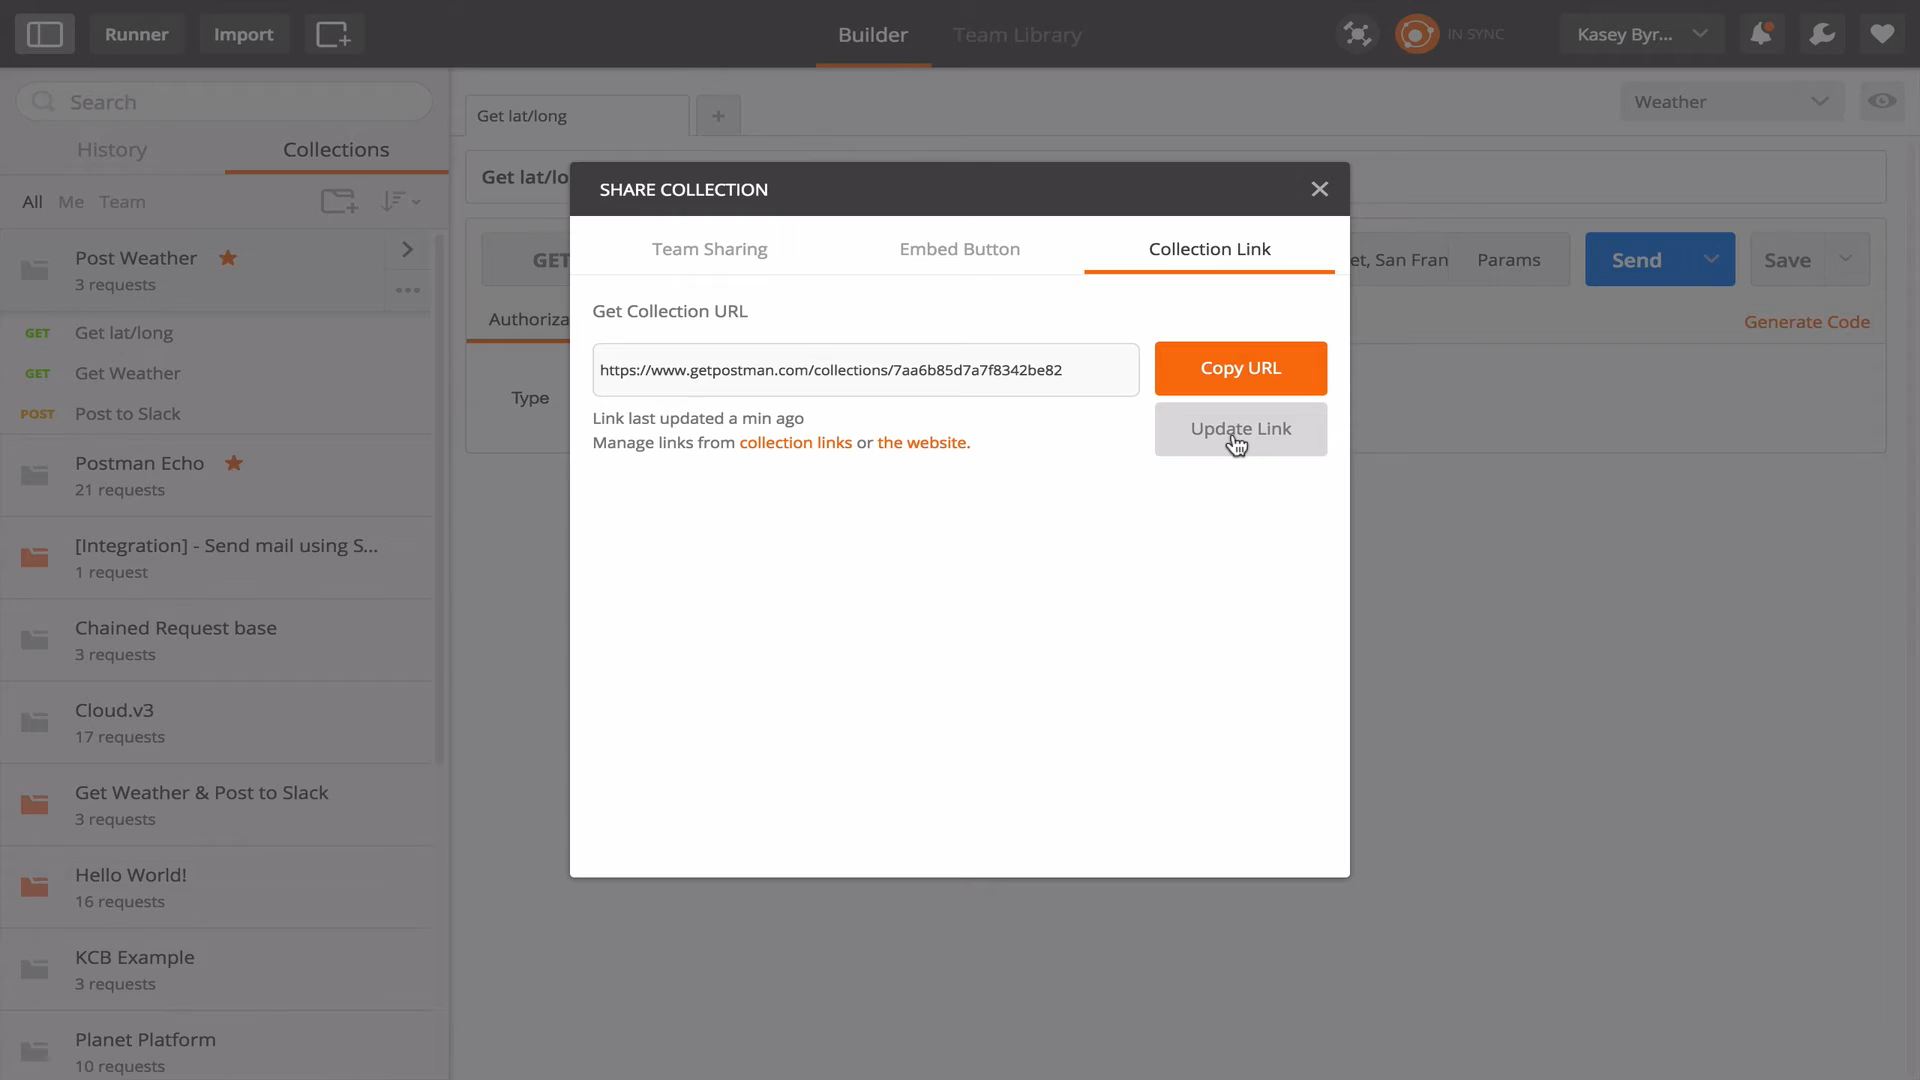 Runner
Import
Builder
Team Library
IN SYNC
Kasey Byr...
Search
History
Collections
All
Me
Team
Post Weather
3 requests
GET Get lat/long
GET Get Weather
POST Post to Slack
Postman Echo
21 requests
[Integration] - Send mail using S...
1 request
Chained Request base
3 requests
Cloud.v3
17 requests
Get Weather & Post to Slack
3 requests
Hello World!
16 requests
KCB Example
3 requests
Planet Platform
10 requests
Get lat/long
+
Weather
Get lat/lo
GET
et, San Fran
Params
Send
Save
Authoriza
Generate Code
Type
SHARE COLLECTION
Team Sharing
Embed Button
Collection Link
Get Collection URL
https://www.getpostman.com/collections/7aa6b85d7a7f8342be82
Copy URL
Link last updated a min ago
Manage links from collection links or the website.
Update Link